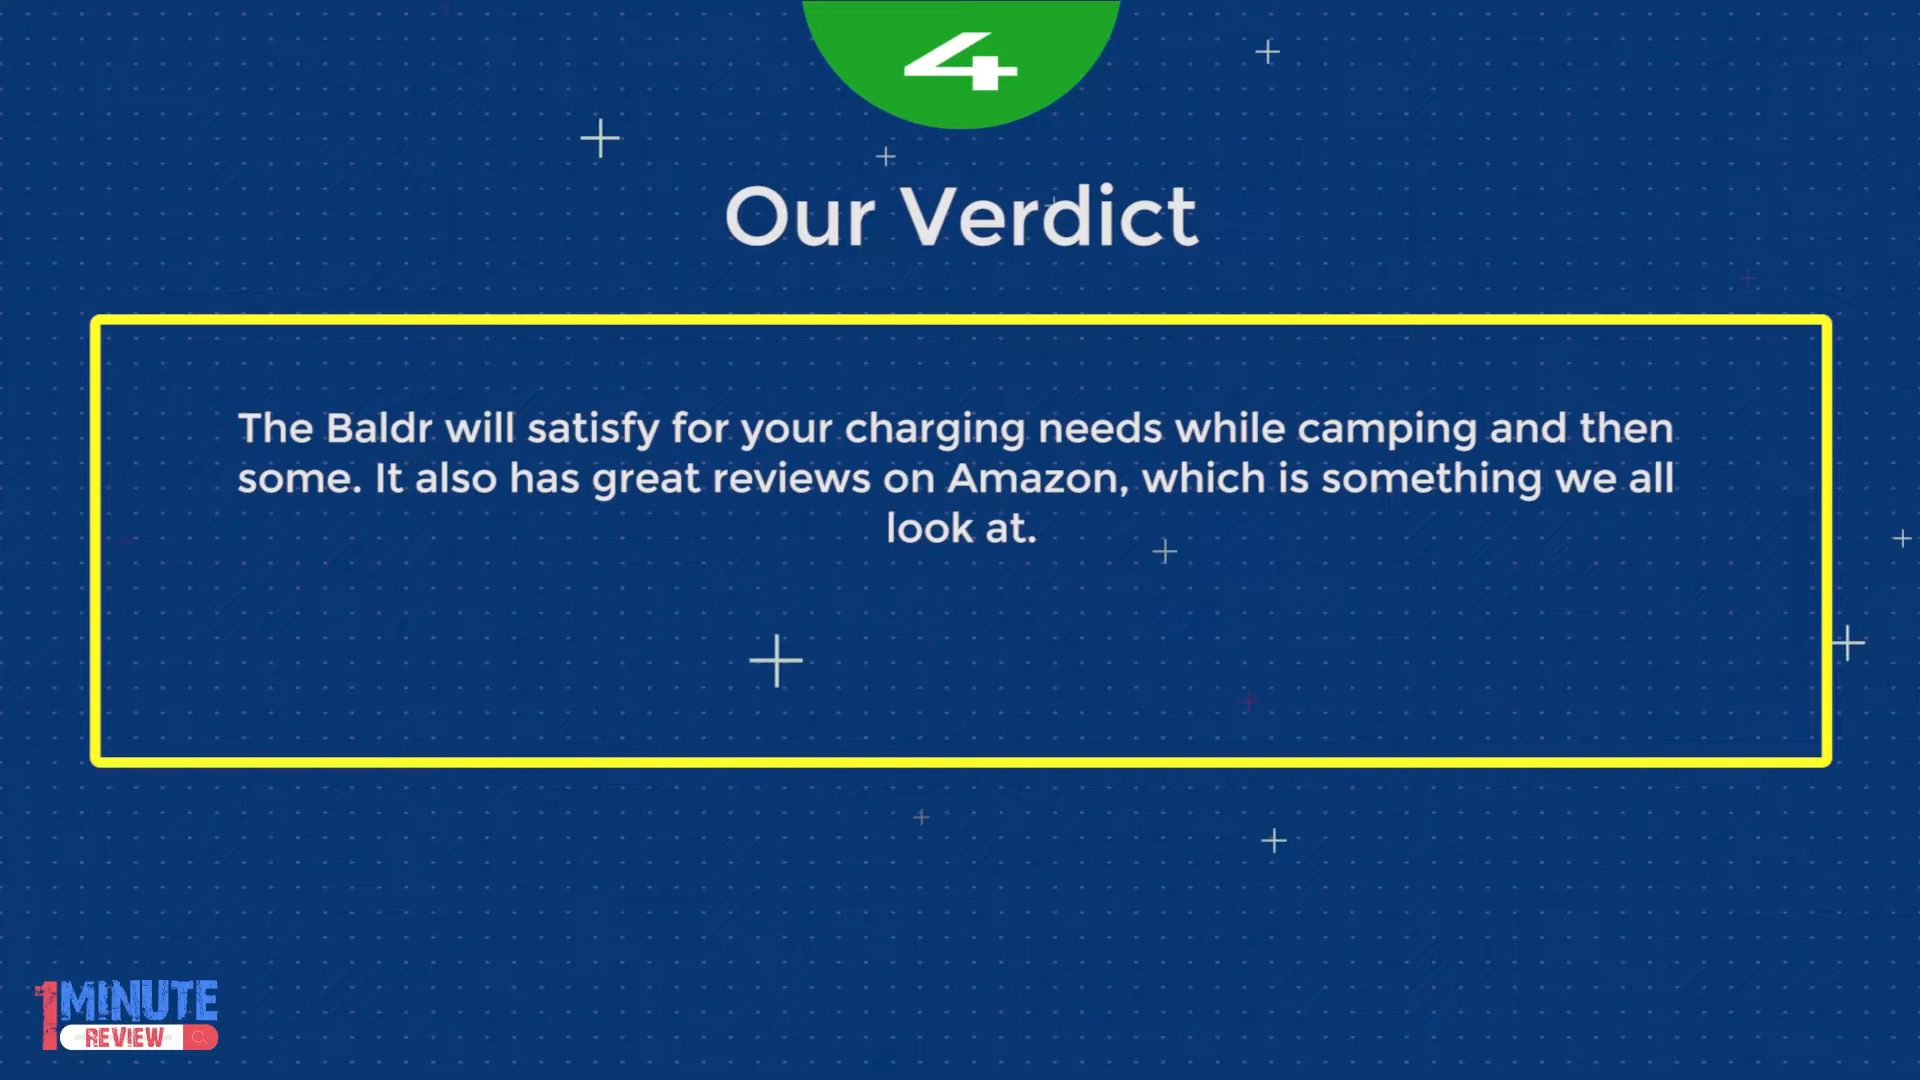 4
Our Verdict
The Baldr will satisfy for your charging needs while camping and then
some. It also has great reviews on Amazon, which is something we all
look at.
1MINUTE
REVIEW